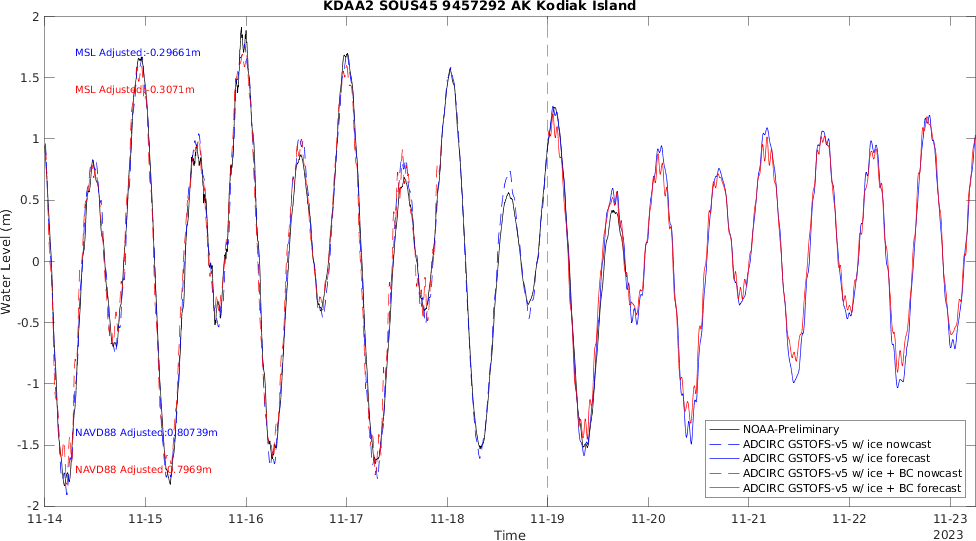 KDAA2 SOUS45 9457292 AK Kodiak Island
Water Level (m)
2
1.5
1
0.5
0
-0.5
-1
-1.5
-2
MSL Adjusted:-0.29661m
MSL Adjusted:-0.3071m
NAVD88 Adjusted:0.80739m
NAVD88 Adjusted:0.7969m
NOAA-Preliminary
ADCIRC GSTOFS-v5 w/ ice nowcast
ADCIRC GSTOFS-v5 w/ ice forecast
ADCIRC GSTOFS-v5 w/ ice + BC nowcast
ADCIRC GSTOFS-v5 w/ ice + BC forecast
11-14 11-15 11-16 11-17 11-18 11-19 11-20 11-21 11-22 11-23
Time
2023